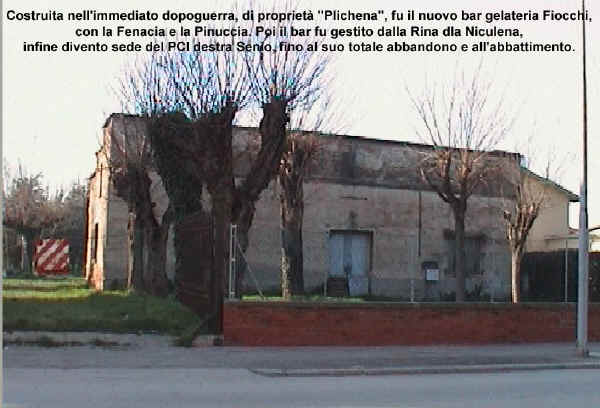 Costruita nell'immediato dopoguerra, di proprietà "Plichena", fu il nuovo bar gelateria Fiocchi,
con la Fenacia e la Pinuccia. Poi il bar fu gestito dalla Rina dla Niculena,
infine divento sede del PCI destra Senio, fino al suo totale abbandono e all'abbattimento.